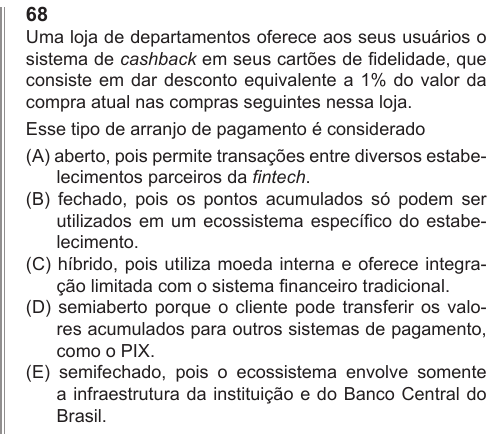 68
Uma loja de departamentos oferece aos seus usuários o
sistema de cashback em seus cartões de fidelidade, que
consiste em dar desconto equivalente a 1% do valor da
compra atual nas compras seguintes nessa loja.
Esse tipo de arranjo de pagamento é considerado
(A) aberto, pois permite transações entre diversos estabe-
lecimentos parceiros da fintech.
(B) fechado, pois os pontos acumulados só podem ser
utilizados em um ecossistema específico do estabe-
lecimento.
(C) híbrido, pois utiliza moeda interna e oferece integra-
ção limitada com o sistema financeiro tradicional.
(D) semiaberto porque o cliente pode transferir os valo-
res acumulados para outros sistemas de pagamento,
como o PIX.
(E) semifechado, pois o ecossistema envolve somente
a infraestrutura da instituição e do Banco Central do
Brasil.